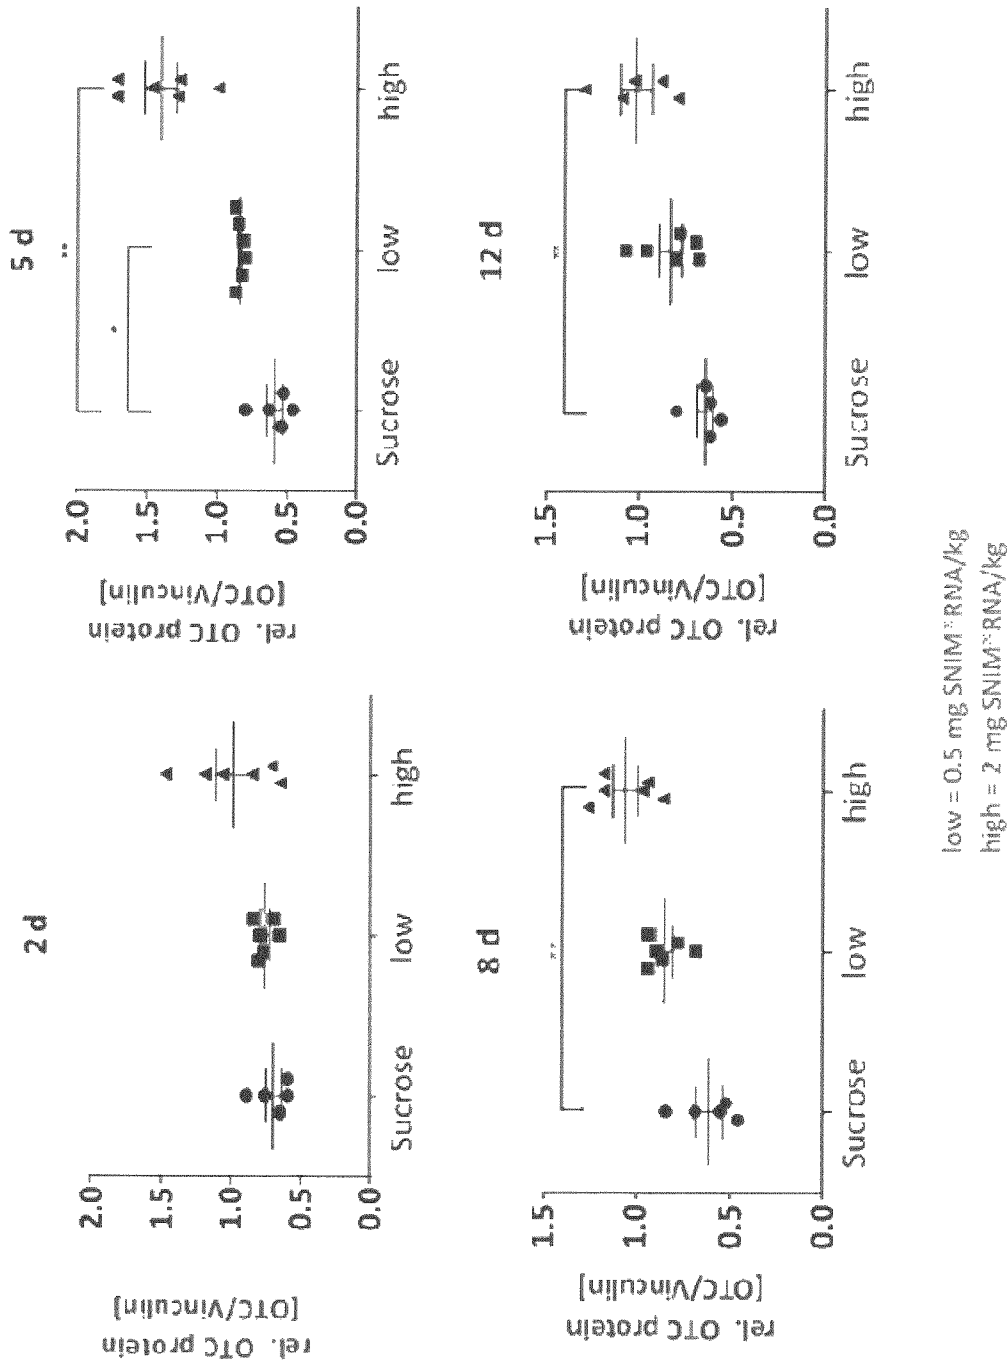 2 d
rel. OTC protein
[OTC/Vinculin]
2.0
1.5
1.0
0.5
0.0
Sucrose
low
high
5 d
rel. OTC protein
[OTC/Vinculin]
2.0
1.5
1.0
0.5
0.0
**
*
Sucrose
low
high
8 d
rel. OTC protein
[OTC/Vinculin]
1.5
1.0
0.5
0.0
**
Sucrose
low
high
12 d
rel. OTC protein
[OTC/Vinculin]
1.5
1.0
0.5
0.0
**
Sucrose
low
high
low = 0.5 mg SNIM RNA/kg
high = 2 mg SNIM RNA/kg